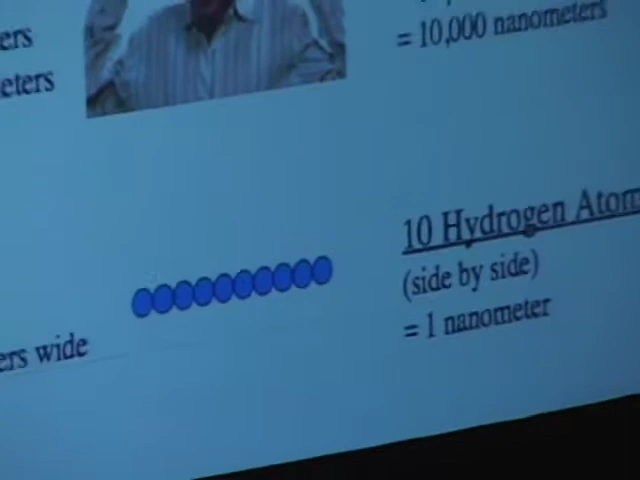 ers
eters
= 10,000 nanometers
10 Hydrogen Atom
(side by side)
= 1 nanometer
ers wide